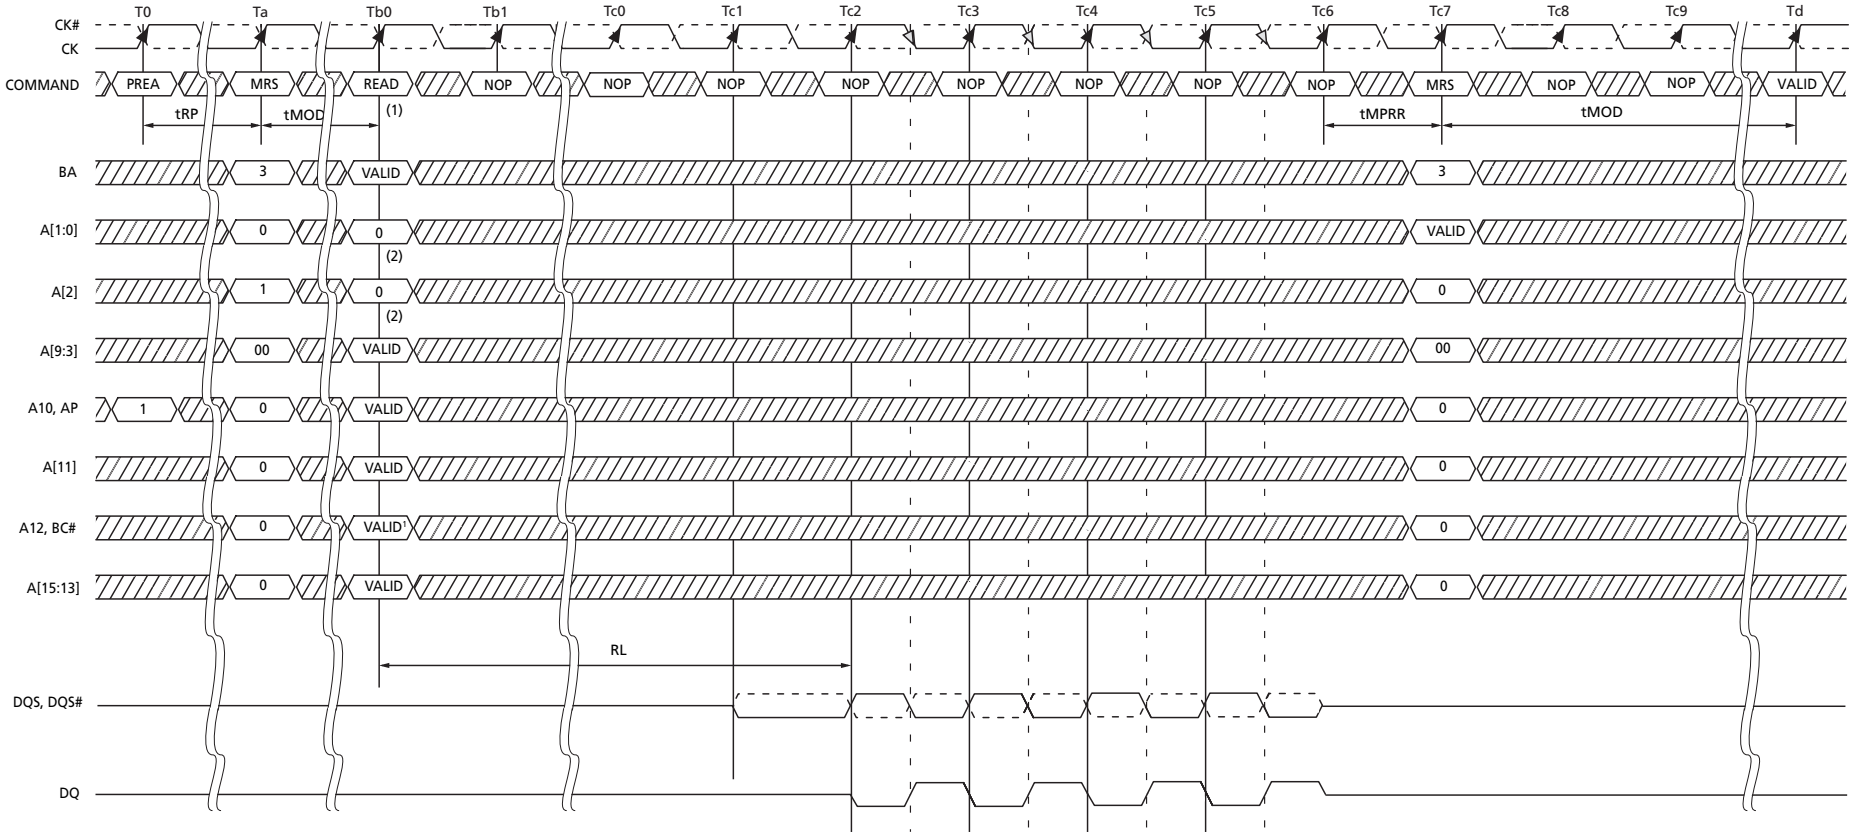 T0 Ta Tb0 Tb1 Tc0 Tc1 Tc2 Tc3 Tc4 Tc5 Tc6 Tc7 Tc8 Tc9 Td
CK#
CK
COMMAND PREA MRS READ NOP NOP NOP NOP NOP NOP NOP NOP MRS NOP NOP VALID
tRP tMOD (1) tMPRR tMOD
BA 3 VALID 3
A[1:0] 0 0 VALID
(2)
A[2] 1 0 0
(2)
A[9:3] 00 VALID 00
A10, AP 1 0 VALID 0
A[11] 0 VALID 0
A12, BC# 0 VALID¹ 0
A[15:13] 0 VALID 0
RL
DQS, DQS#
DQ